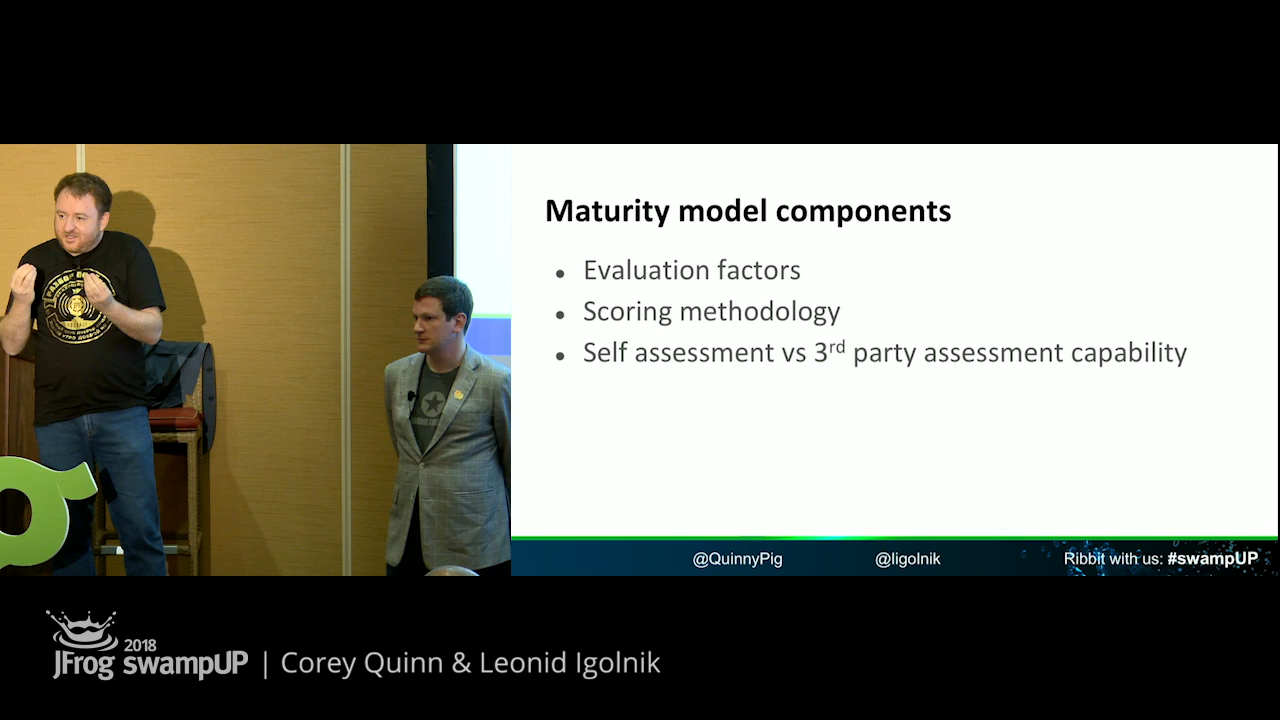 Maturity model components
• Evaluation factors
• Scoring methodology
• Self assessment vs 3rd party assessment capability
@QuinnyPig @ligolnik Ribbit with us: #swampUP
2018
JFrog swampUP | Corey Quinn & Leonid Igolnik